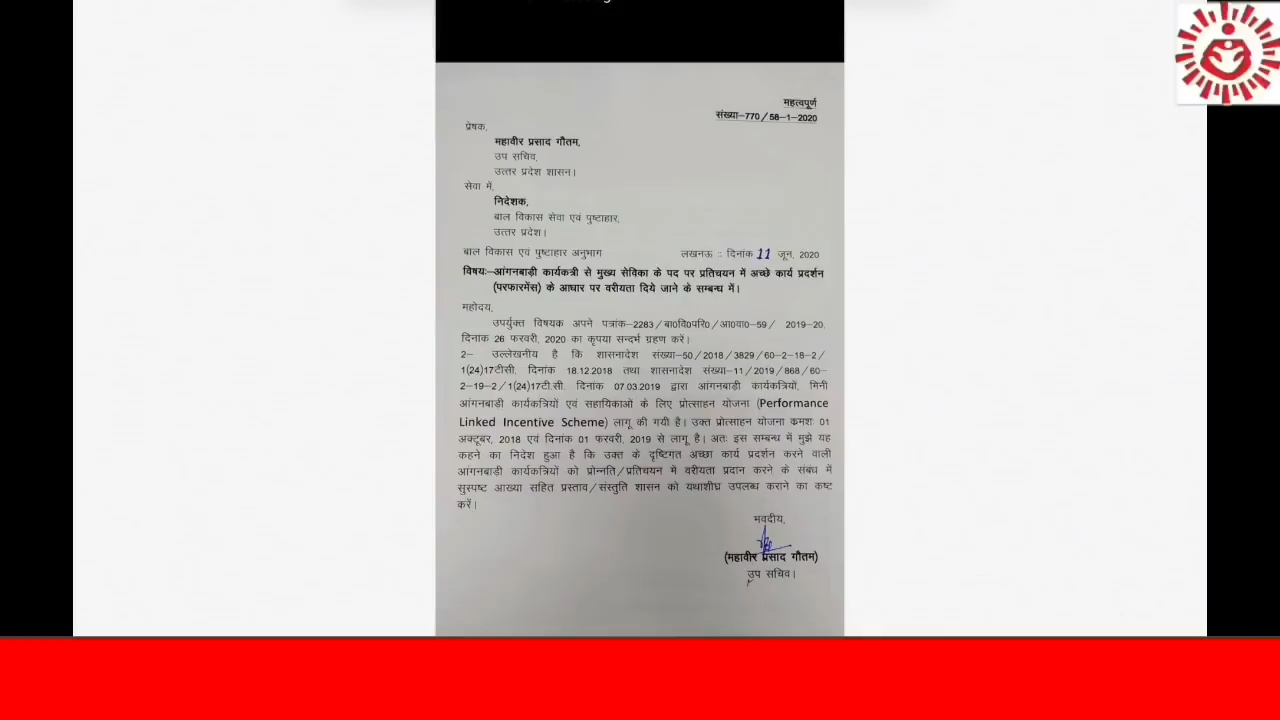 महत्वपूर्ण
संख्या-770/58-1-2020
प्रेषक,
महावीर प्रसाद गौतम,
उप सचिव,
उत्तर प्रदेश शासन।
सेवा में,
निदेशक,
बाल विकास सेवा एवं पुष्टाहार,
उत्तर प्रदेश।
बाल विकास एवं पुष्टाहार अनुभाग लखनऊ :: दिनांक 11 जून, 2020
विषयः-आंगनबाड़ी कार्यकत्री से मुख्य सेविका के पद पर प्रतिचयन में अच्छे कार्य प्रदर्शन
(परफारमेंस) के आधार पर वरीयता दिये जाने के सम्बन्ध में।
महोदय,
उपर्युक्त विषयक अपने पत्रांक-2283/बा0वि0परि0/आ0वा0-59/ 2019-20,
दिनांक 26 फरवरी, 2020 का कृपया सन्दर्भ ग्रहण करें।
2- उल्लेखनीय है कि शासनादेश संख्या-50/2018/3829/60-2-18-2/
1(24)17टी0सी, दिनांक 18.12.2018 तथा शासनादेश संख्या-11/2019/868/60-
2-19-2/1(24)17टी.सी. दिनांक 07.03.2019 द्वारा आंगनबाड़ी कार्यकत्रियों, मिनी
आंगनबाड़ी कार्यकत्रियों एवं सहायिकाओं के लिए प्रोत्साहन योजना (Performance
Linked Incentive Scheme) लागू की गयी है। उक्त प्रोत्साहन योजना क्रमशः 01
अक्टूबर, 2018 एवं दिनांक 01 फरवरी, 2019 से लागू है। अतः इस सम्बन्ध में मुझे यह
कहने का निदेश हुआ है कि उक्त के दृष्टिगत अच्छा कार्य प्रदर्शन करने वाली
आंगनबाड़ी कार्यकत्रियों को प्रोन्नति/प्रतिचयन में वरीयता प्रदान करने के संबंध में
सुस्पष्ट आख्या सहित प्रस्ताव/संस्तुति शासन को यथाशीघ्र उपलब्ध कराने का कष्ट
करें।
भवदीय,
(महावीर प्रसाद गौतम)
उप सचिव।